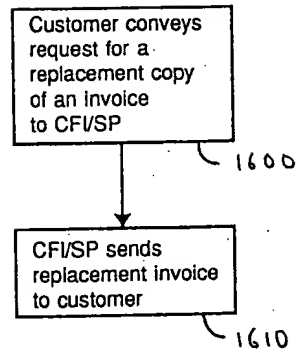 Customer conveys
request for a
replacement copy
of an invoice
to CFI/SP
1600
CFI/SP sends
replacement invoice
to customer
1610